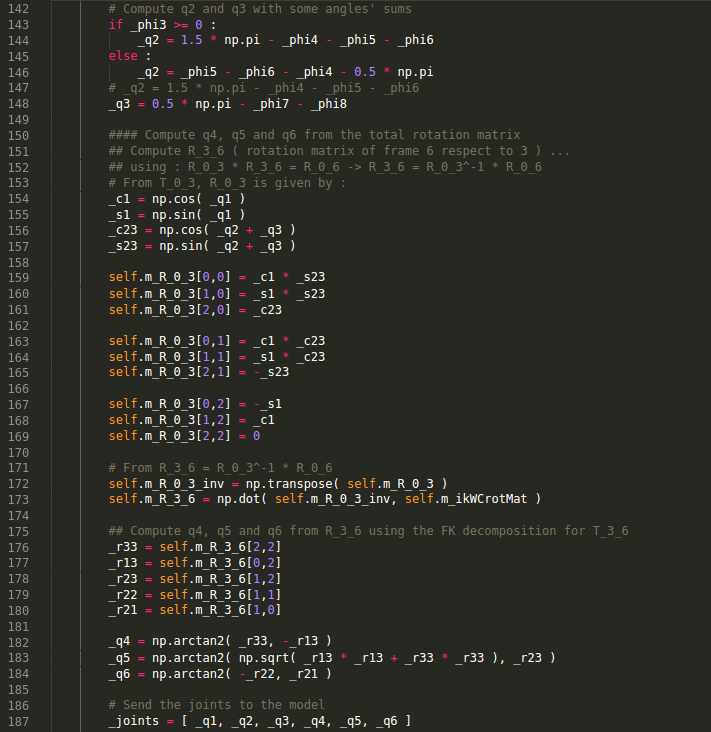 142 # Compute q2 and q3 with some angles' sums
143 if _phi3 >= 0 :
144 _q2 = 1.5 * np.pi - _phi4 - _phi5 - _phi6
145 else :
146 _q2 = _phi5 - _phi6 - _phi4 - 0.5 * np.pi
147 # _q2 = 1.5 * np.pi - _phi4 - _phi5 - _phi6
148 _q3 = 0.5 * np.pi - _phi7 - _phi8
149
150 #### Compute q4, q5 and q6 from the total rotation matrix
151 ## Compute R_3_6 ( rotation matrix of frame 6 respect to 3 ) ...
152 ## using : R_0_3 * R_3_6 = R_0_6 -> R_3_6 = R_0_3^-1 * R_0_6
153 # From T_0_3, R_0_3 is given by :
154 _c1 = np.cos( _q1 )
155 _s1 = np.sin( _q1 )
156 _c23 = np.cos( _q2 + _q3 )
157 _s23 = np.sin( _q2 + _q3 )
158
159 self.m_R_0_3[0,0] = _c1 * _s23
160 self.m_R_0_3[1,0] = _s1 * _s23
161 self.m_R_0_3[2,0] = _c23
162
163 self.m_R_0_3[0,1] = _c1 * _c23
164 self.m_R_0_3[1,1] = _s1 * _c23
165 self.m_R_0_3[2,1] = -_s23
166
167 self.m_R_0_3[0,2] = -_s1
168 self.m_R_0_3[1,2] = _c1
169 self.m_R_0_3[2,2] = 0
170
171 # From R_3_6 = R_0_3^-1 * R_0_6
172 self.m_R_0_3_inv = np.transpose( self.m_R_0_3 )
173 self.m_R_3_6 = np.dot( self.m_R_0_3_inv, self.m_ikWCrotMat )
174
175 ## Compute q4, q5 and q6 from R_3_6 using the FK decomposition for T_3_6
176 _r33 = self.m_R_3_6[2,2]
177 _r13 = self.m_R_3_6[0,2]
178 _r23 = self.m_R_3_6[1,2]
179 _r22 = self.m_R_3_6[1,1]
180 _r21 = self.m_R_3_6[1,0]
181
182 _q4 = np.arctan2( _r33, -_r13 )
183 _q5 = np.arctan2( np.sqrt( _r13 * _r13 + _r33 * _r33 ), _r23 )
184 _q6 = np.arctan2( -_r22, _r21 )
185
186 # Send the joints to the model
187 _joints = [ _q1, _q2, _q3, _q4, _q5, _q6 ]